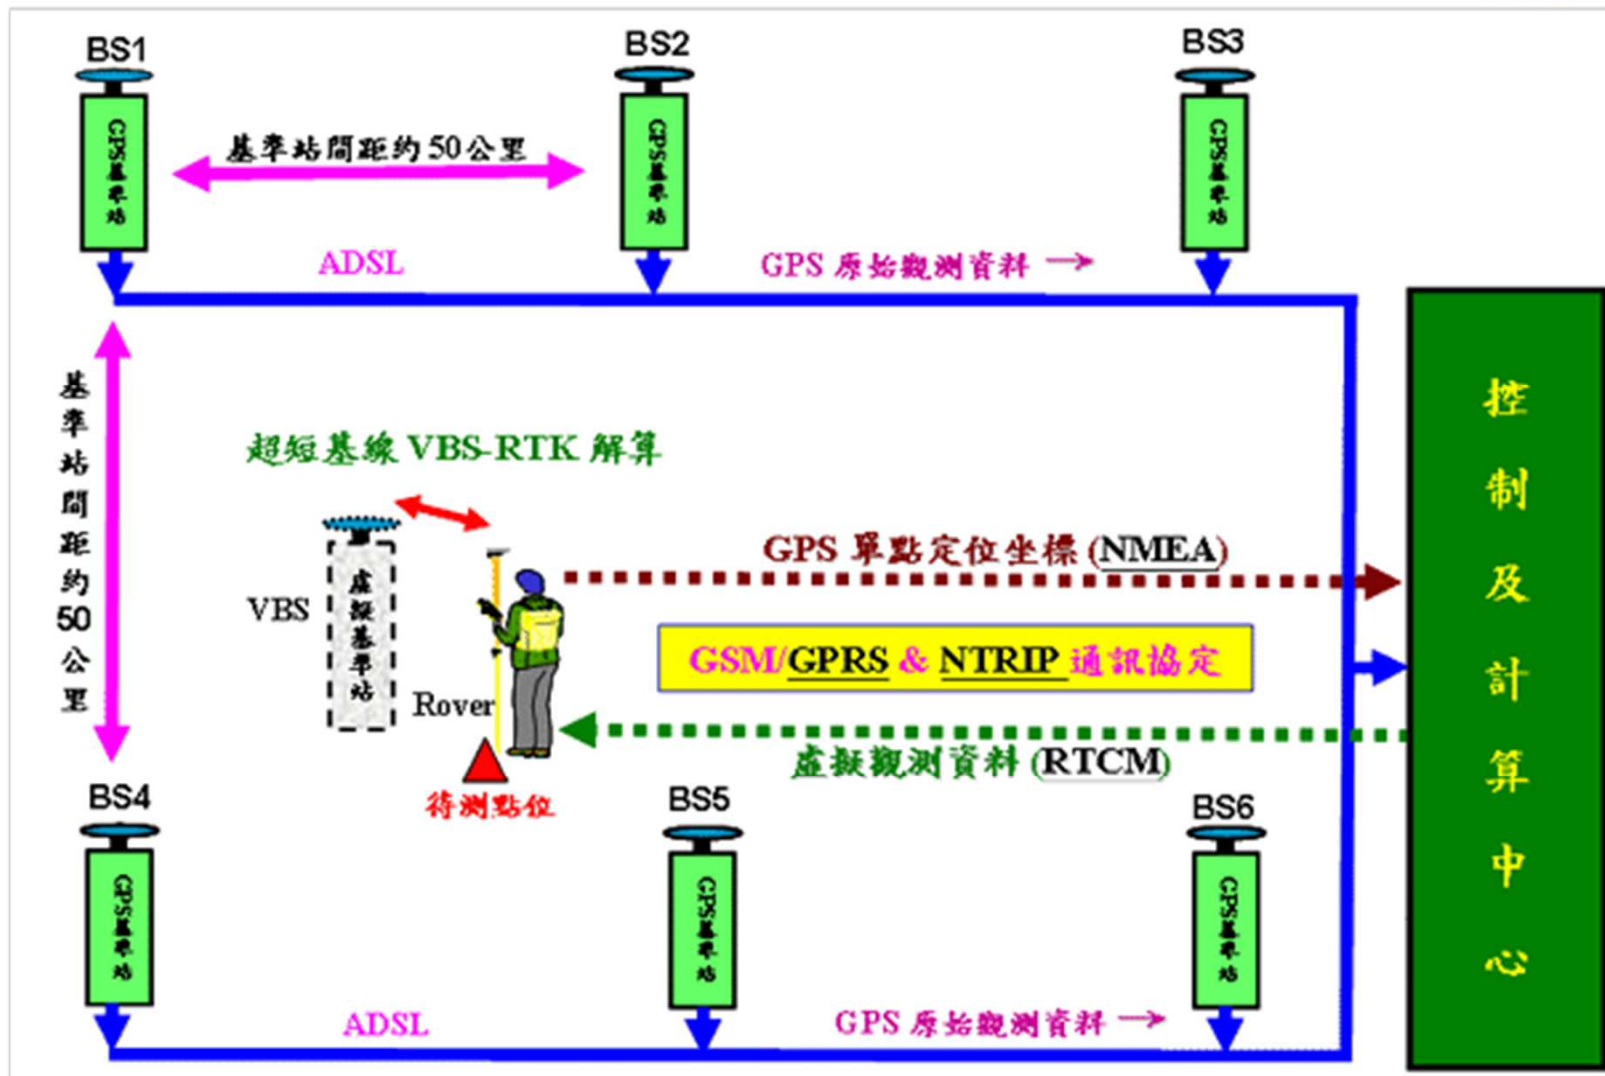 BS1
BS2
BS3
GPS基準站
GPS基準站
GPS基準站
基準站間距約50公里
ADSL
GPS 原始觀測資料 →
基準站間距約50公里
超短基線 VBS-RTK 解算
VBS
虛擬基準站
Rover
待測點位
GPS 單點定位坐標 (NMEA)
GSM/GPRS & NTRIP 通訊協定
虛擬觀測資料 (RTCM)
控制及計算中心
BS4
BS5
BS6
GPS基準站
GPS基準站
GPS基準站
ADSL
GPS 原始觀測資料 →